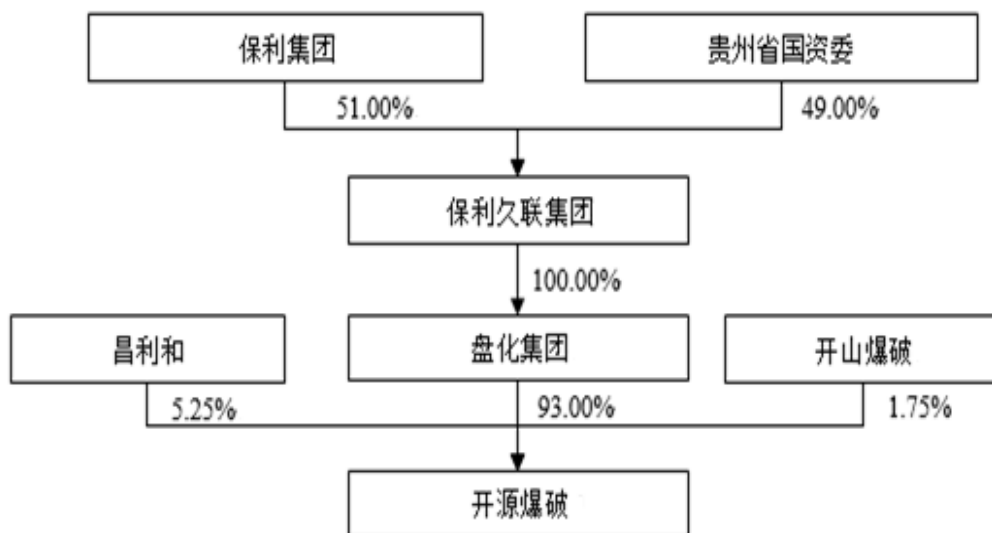 保利集团
贵州省国资委
51.00%
49.00%
保利久联集团
100.00%
昌利和
盘化集团
开山爆破
5.25%
93.00%
1.75%
开源爆破